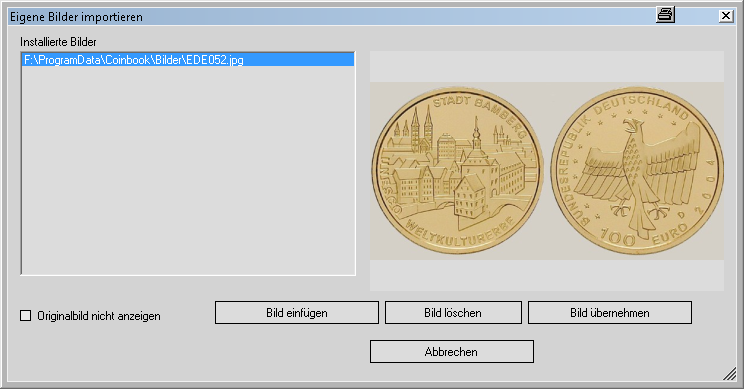 Eigene Bilder importieren
Installierte Bilder
F:\ProgramData\Coinbook\Bilder\EDE052.jpg
STADT BAMBERG
UNESCO
WELTKULTURERBE
BUNDESREPUBLIK DEUTSCHLAND
2004
D
100 EURO
Originalbild nicht anzeigen
Bild einfügen
Bild löschen
Bild übernehmen
Abbrechen